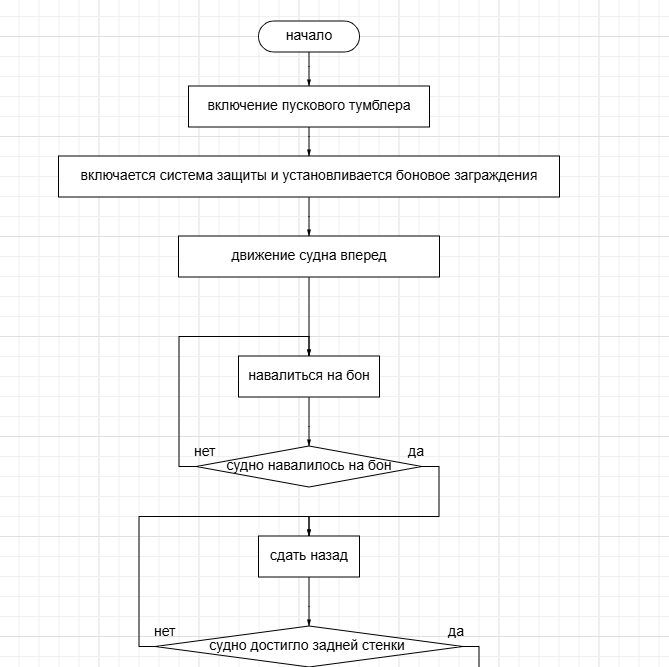 начало
включение пускового тумблера
включается система защиты и установливается боновое заграждения
движение судна вперед
навалиться на бон
нет
да
судно навалилось на бон
сдать назад
нет
да
судно достигло задней стенки